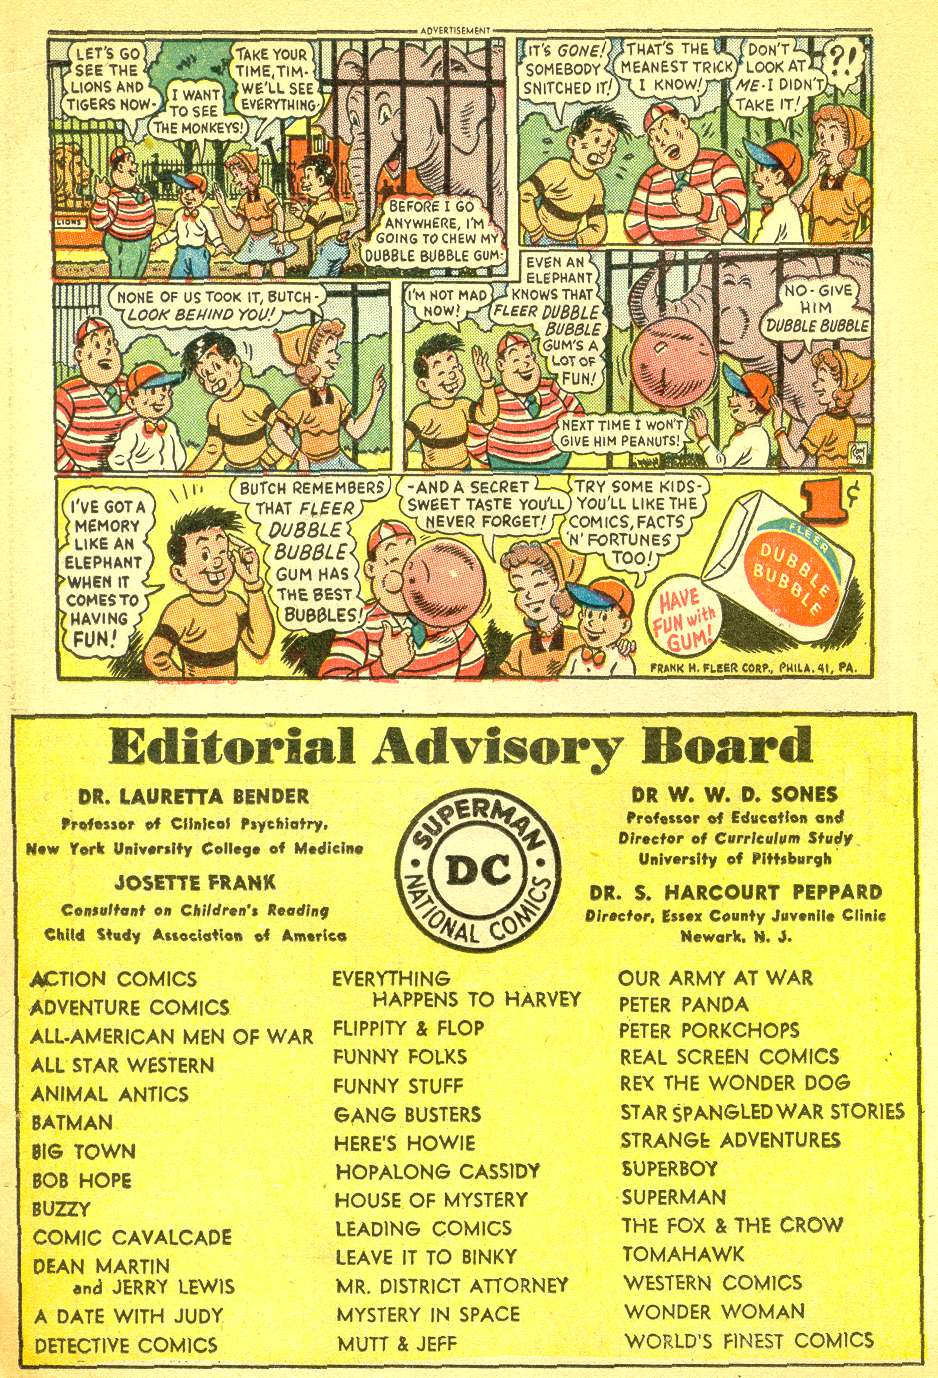 ADVERTISEMENT
LET'S GO
SEE THE
LIONS AND
TIGERS NOW-
I WANT
TO SEE
THE MONKEYS!
TAKE YOUR
TIME, TIM-
WE'LL SEE
EVERYTHING-
LIONS
BEFORE I GO
ANYWHERE, I'M
GOING TO CHEW MY
DUBBLE BUBBLE GUM-
IT'S GONE!
SOMEBODY
SNITCHED IT!
THAT'S THE
MEANEST TRICK
I KNOW!
DON'T
LOOK AT
ME-I DIDN'T
TAKE IT!
?!
NONE OF US TOOK IT, BUTCH-
LOOK BEHIND YOU!
I'M NOT MAD
NOW!
EVEN AN
ELEPHANT
KNOWS THAT
FLEER DUBBLE
BUBBLE
GUM'S A
LOT OF
FUN!
NEXT TIME I WON'T
GIVE HIM PEANUTS!
NO-GIVE
HIM
DUBBLE BUBBLE
I'VE GOT A
MEMORY
LIKE AN
ELEPHANT
WHEN IT
COMES TO
HAVING
FUN!
BUTCH REMEMBERS
THAT FLEER
DUBBLE
BUBBLE
GUM HAS
THE BEST
BUBBLES!
-AND A SECRET
SWEET TASTE YOU'LL
NEVER FORGET!
TRY SOME KIDS-
YOU'LL LIKE THE
COMICS, FACTS
'N' FORTUNES
TOO!
1¢
FLEER
DUBBLE
BUBBLE
HAVE
FUN with
GUM!
FRANK H. FLEER CORP., PHILA. 41, PA.
Editorial Advisory Board
DR. LAURETTA BENDER
Professor of Clinical Psychiatry,
New York University College of Medicine
JOSETTE FRANK
Consultant on Children's Reading
Child Study Association of America
SUPERMAN
DC
NATIONAL COMICS
DR W. W. D. SONES
Professor of Education and
Director of Curriculum Study
University of Pittsburgh
DR. S. HARCOURT PEPPARD
Director, Essex County Juvenile Clinic
Newark, N. J.
ACTION COMICS
ADVENTURE COMICS
ALL-AMERICAN MEN OF WAR
ALL STAR WESTERN
ANIMAL ANTICS
BATMAN
BIG TOWN
BOB HOPE
BUZZY
COMIC CAVALCADE
DEAN MARTIN
and JERRY LEWIS
A DATE WITH JUDY
DETECTIVE COMICS
EVERYTHING
HAPPENS TO HARVEY
FLIPPITY & FLOP
FUNNY FOLKS
FUNNY STUFF
GANG BUSTERS
HERE'S HOWIE
HOPALONG CASSIDY
HOUSE OF MYSTERY
LEADING COMICS
LEAVE IT TO BINKY
MR. DISTRICT ATTORNEY
MYSTERY IN SPACE
MUTT & JEFF
OUR ARMY AT WAR
PETER PANDA
PETER PORKCHOPS
REAL SCREEN COMICS
REX THE WONDER DOG
STAR SPANGLED WAR STORIES
STRANGE ADVENTURES
SUPERBOY
SUPERMAN
THE FOX & THE CROW
TOMAHAWK
WESTERN COMICS
WONDER WOMAN
WORLD'S FINEST COMICS